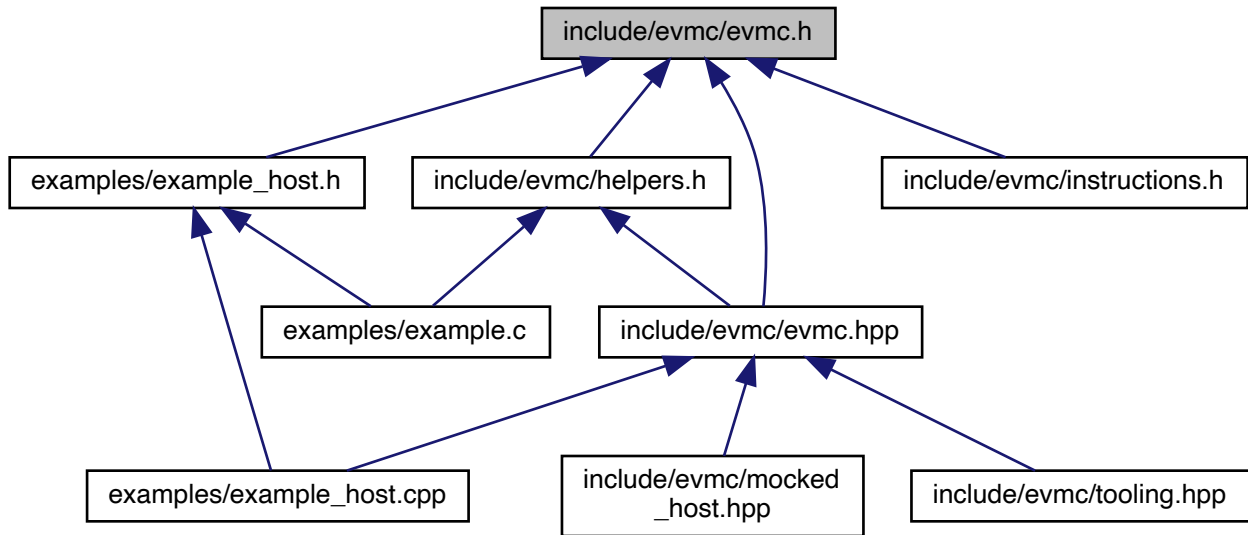 include/evmc/evmc.h
examples/example_host.h
include/evmc/helpers.h
include/evmc/instructions.h
examples/example.c
include/evmc/evmc.hpp
examples/example_host.cpp
include/evmc/mocked
_host.hpp
include/evmc/tooling.hpp